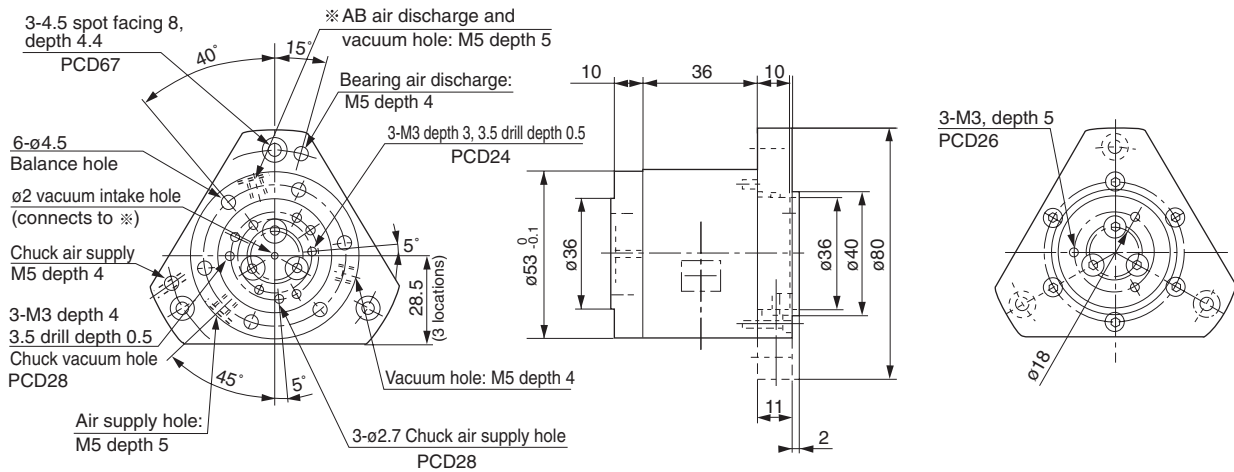 3-4.5 spot facing 8,
depth 4.4
PCD67
※AB air discharge and
vacuum hole: M5 depth 5
40°
15°
Bearing air discharge:
M5 depth 4
3-M3 depth 3, 3.5 drill depth 0.5
PCD24
6-ø4.5
Balance hole
ø2 vacuum intake hole
(connects to ※)
Chuck air supply
M5 depth 4
3-M3 depth 4
3.5 drill depth 0.5
Chuck vacuum hole
PCD28
5°
28.5
(3 locations)
45°
5°
Vacuum hole: M5 depth 4
Air supply hole:
M5 depth 5
3-ø2.7 Chuck air supply hole
PCD28
10
36
10
ø53 0 -0.1
ø36
ø36
ø40
ø80
11
2
3-M3, depth 5
PCD26
ø18